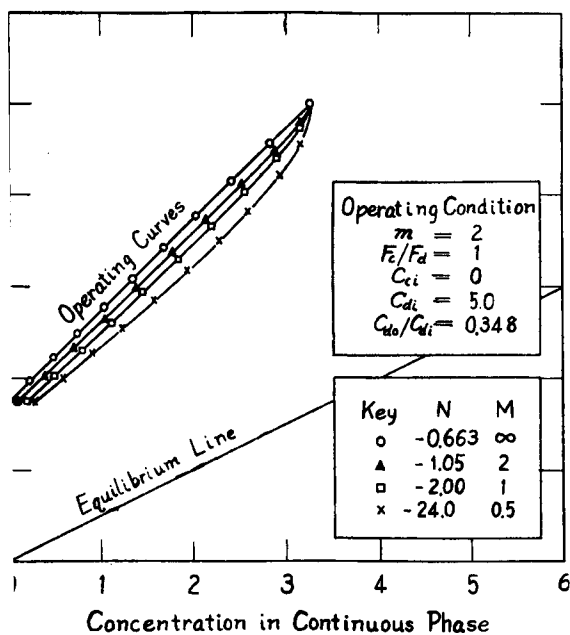 Operating Curves
Operating Condition
m = 2
Fc/Fd = 1
Cci = 0
Cdi = 5.0
Cdo/Cdi = 0.348
Key N M
o -0.663 ∞
▲ -1.05 2
□ -2.00 1
x -24.0 0.5
Equilibrium Line
1 2 3 4 5 6
Concentration in Continuous Phase